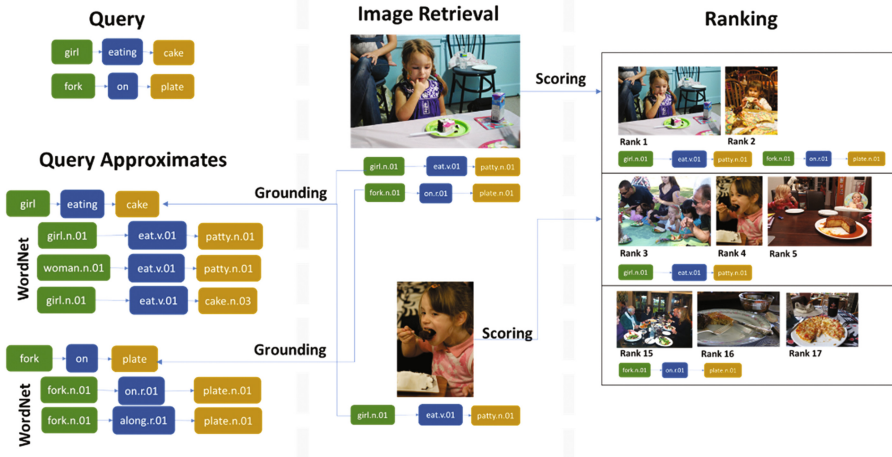 Query
girl eating cake
fork on plate
Query Approximates
girl eating cake
WordNet
girl.n.01 eat.v.01 patty.n.01
woman.n.01 eat.v.01 patty.n.01
girl.n.01 eat.v.01 cake.n.03
fork on plate
WordNet
fork.n.01 on.r.01 plate.n.01
fork.n.01 along.r.01 plate.n.01
Grounding
Grounding
Image Retrieval
girl.n.01 eat.v.01 patty.n.01
fork.n.01 on.r.01 plate.n.01
girl.n.01 eat.v.01 patty.n.01
Scoring
Scoring
Ranking
Rank 1 Rank 2
girl.n.01 eat.v.01 patty.n.01 fork.n.01 on.r.01 plate.n.01
Rank 3 Rank 4 Rank 5
girl.n.01 eat.v.01 patty.n.01
Rank 15 Rank 16 Rank 17
fork.n.01 on.r.01 plate.n.01